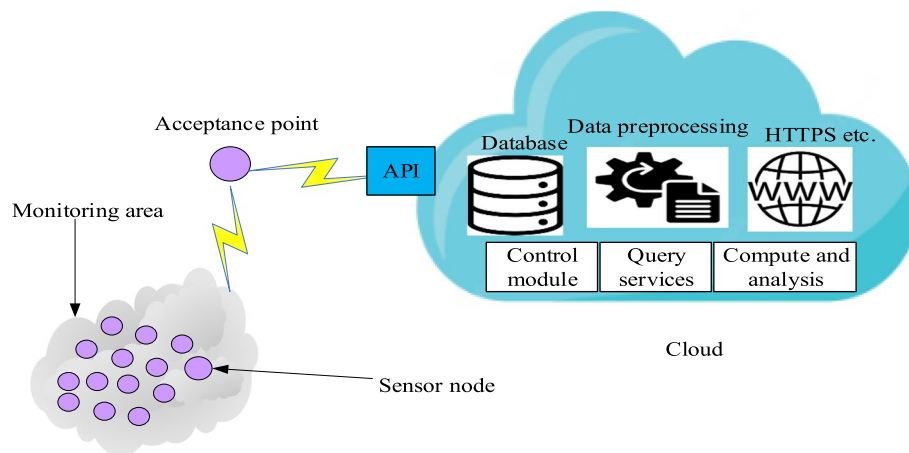 Acceptance point
Monitoring area
Sensor node
API
Database
Data preprocessing
HTTPS etc.
WWW
Control
module
Query
services
Compute and
analysis
Cloud